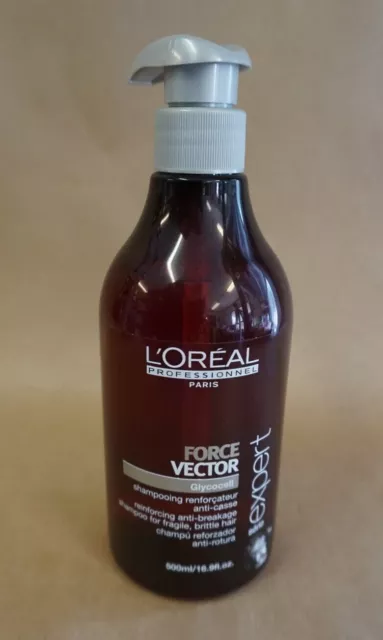 L'ORÉAL
PROFESSIONNEL
PARIS
FORCE
VECTOR
Glycocell
shampooing renforçateur
anti-casse
reinforcing anti-breakage
shampoo for fragile, brittle hair
champú reforzador
anti-rotura
500ml/16.9fl.oz.
expert